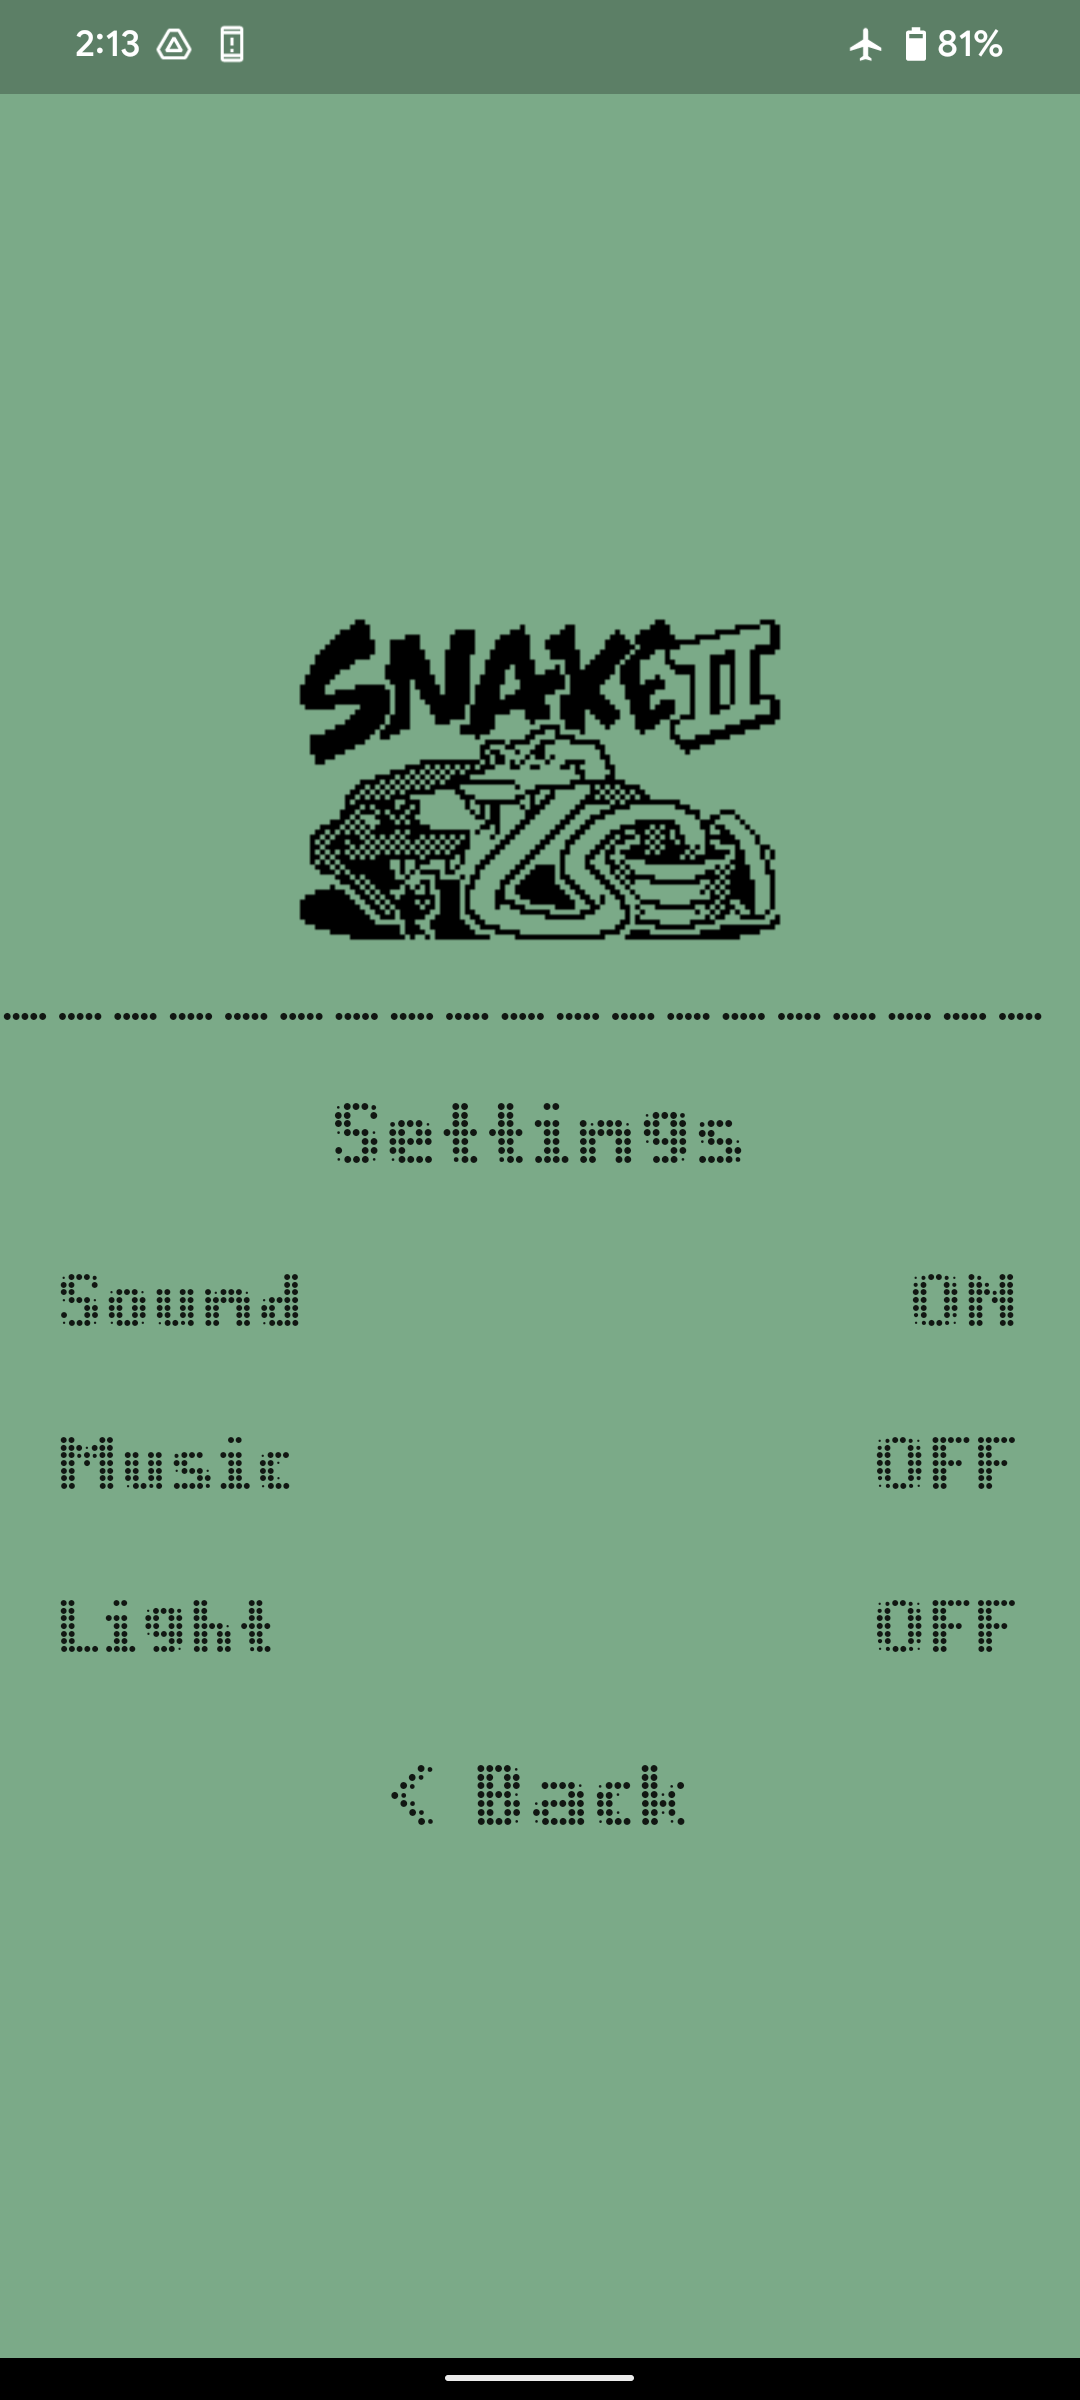 2:13 81%
SNAKE II
Settings
Sound ON
Music OFF
Light OFF
< Back